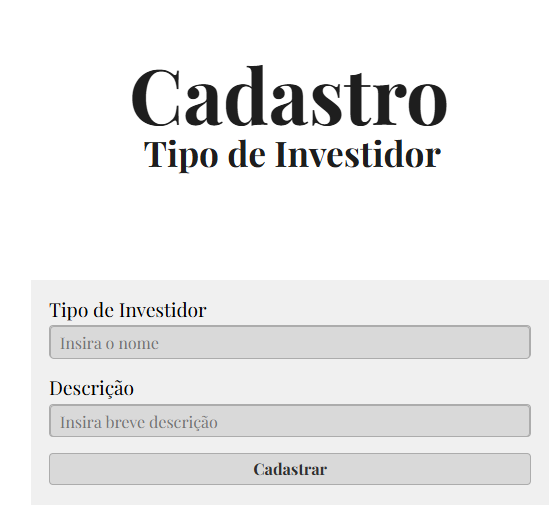 Cadastro
Tipo de Investidor
Tipo de Investidor
Insira o nome
Descrição
Insira breve descrição
Cadastrar